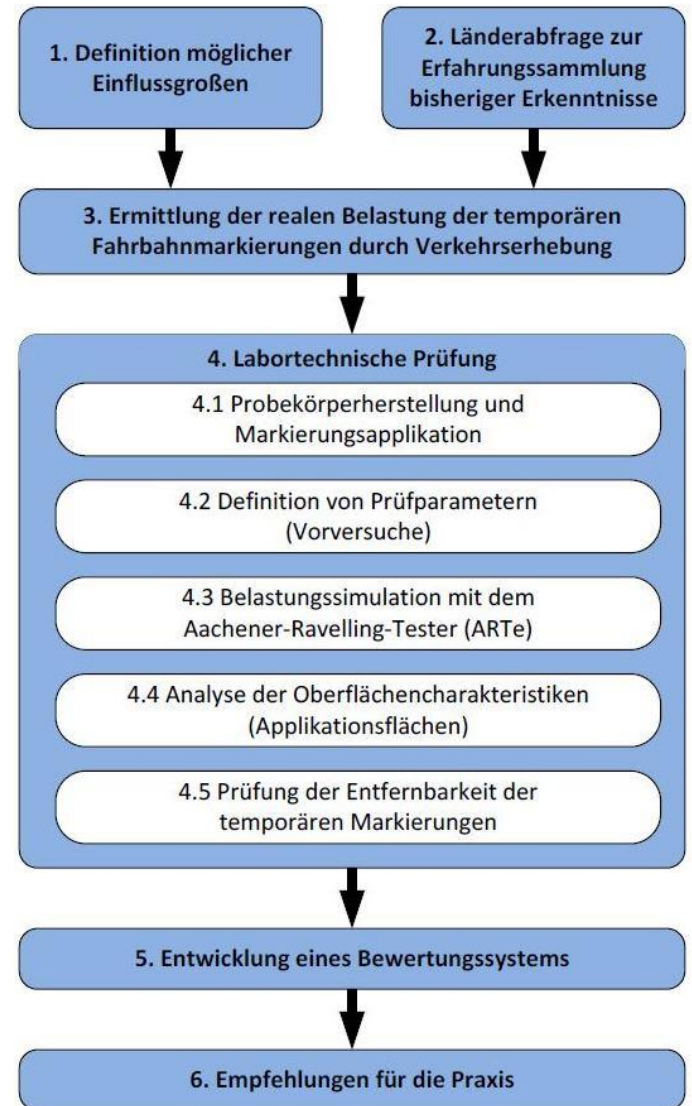 1. Definition möglicher
Einflussgroßen
2. Länderabfrage zur
Erfahrungssammlung
bisheriger Erkenntnisse
3. Ermittlung der realen Belastung der temporären
Fahrbahnmarkierungen durch Verkehrserhebung
4. Labortechnische Prüfung
4.1 Probekörperherstellung und
Markierungsapplikation
4.2 Definition von Prüfparametern
(Vorversuche)
4.3 Belastungssimulation mit dem
Aachener-Ravelling-Tester (ARTe)
4.4 Analyse der Oberflächencharakteristiken
(Applikationsflächen)
4.5 Prüfung der Entfernbarkeit der
temporären Markierungen
5. Entwicklung eines Bewertungssystems
6. Empfehlungen für die Praxis